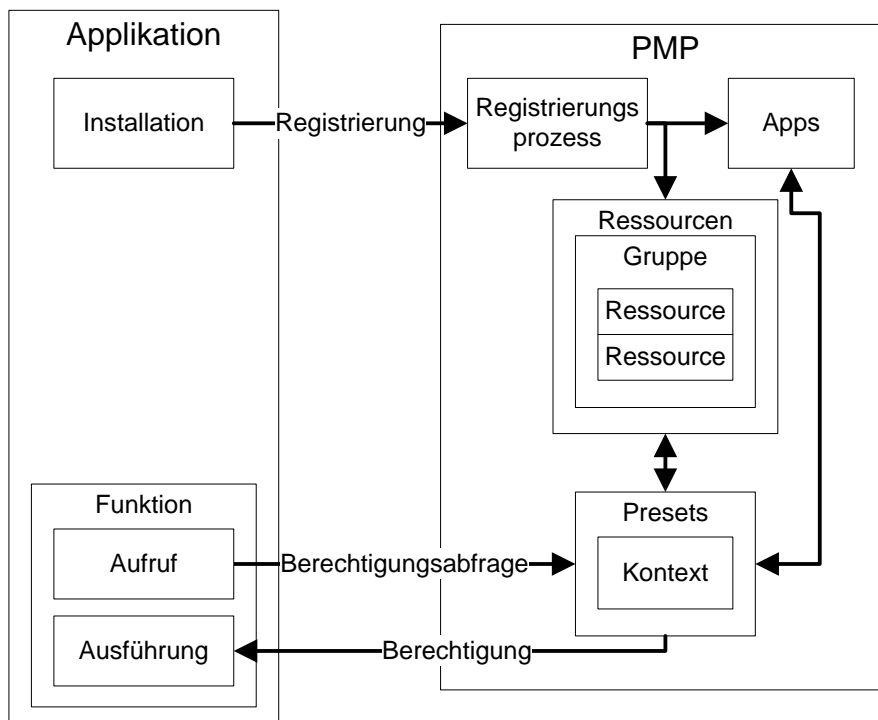 Applikation
PMP
Installation
Registrierung
Registrierungs
prozess
Apps
Ressourcen
Gruppe
Ressource
Ressource
Funktion
Aufruf
Berechtigungsabfrage
Presets
Kontext
Ausführung
Berechtigung